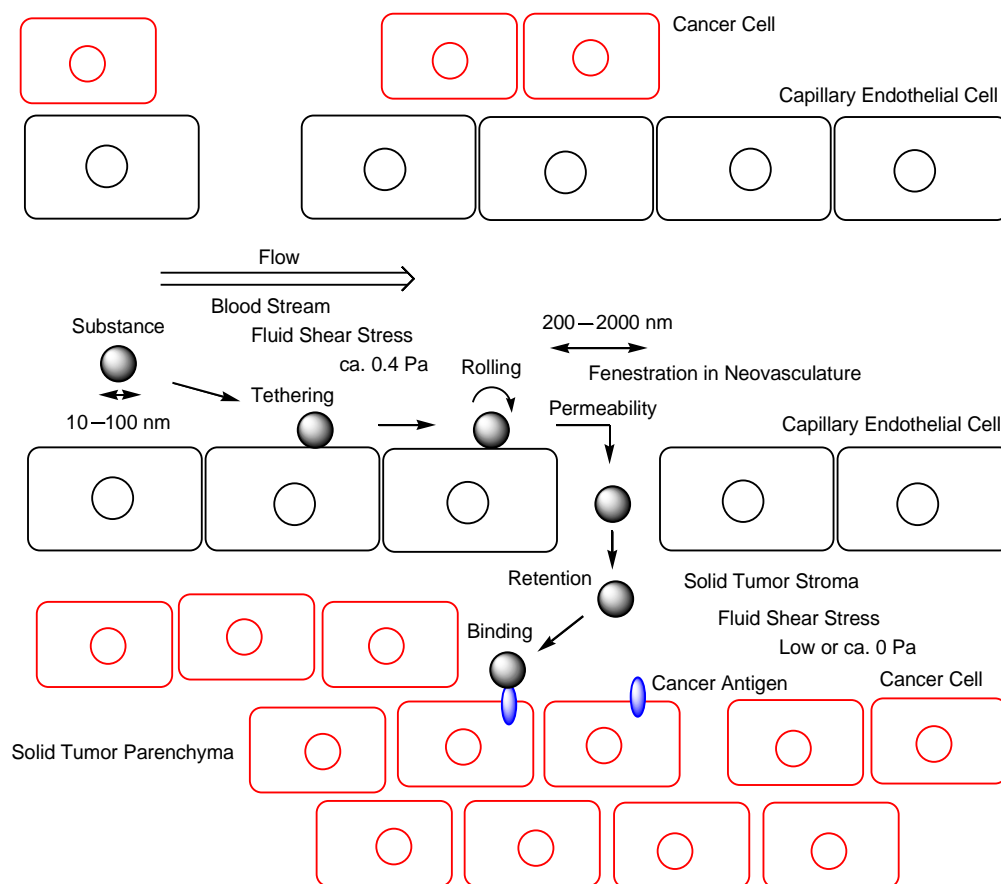 Cancer Cell
Capillary Endothelial Cell
Flow
Blood Stream
Substance
Fluid Shear Stress
ca. 0.4 Pa
200—2000 nm
Rolling
Fenestration in Neovasculature
Tethering
10—100 nm
Permeability
Capillary Endothelial Cell
Retention
Solid Tumor Stroma
Fluid Shear Stress
Low or ca. 0 Pa
Binding
Cancer Antigen
Cancer Cell
Solid Tumor Parenchyma